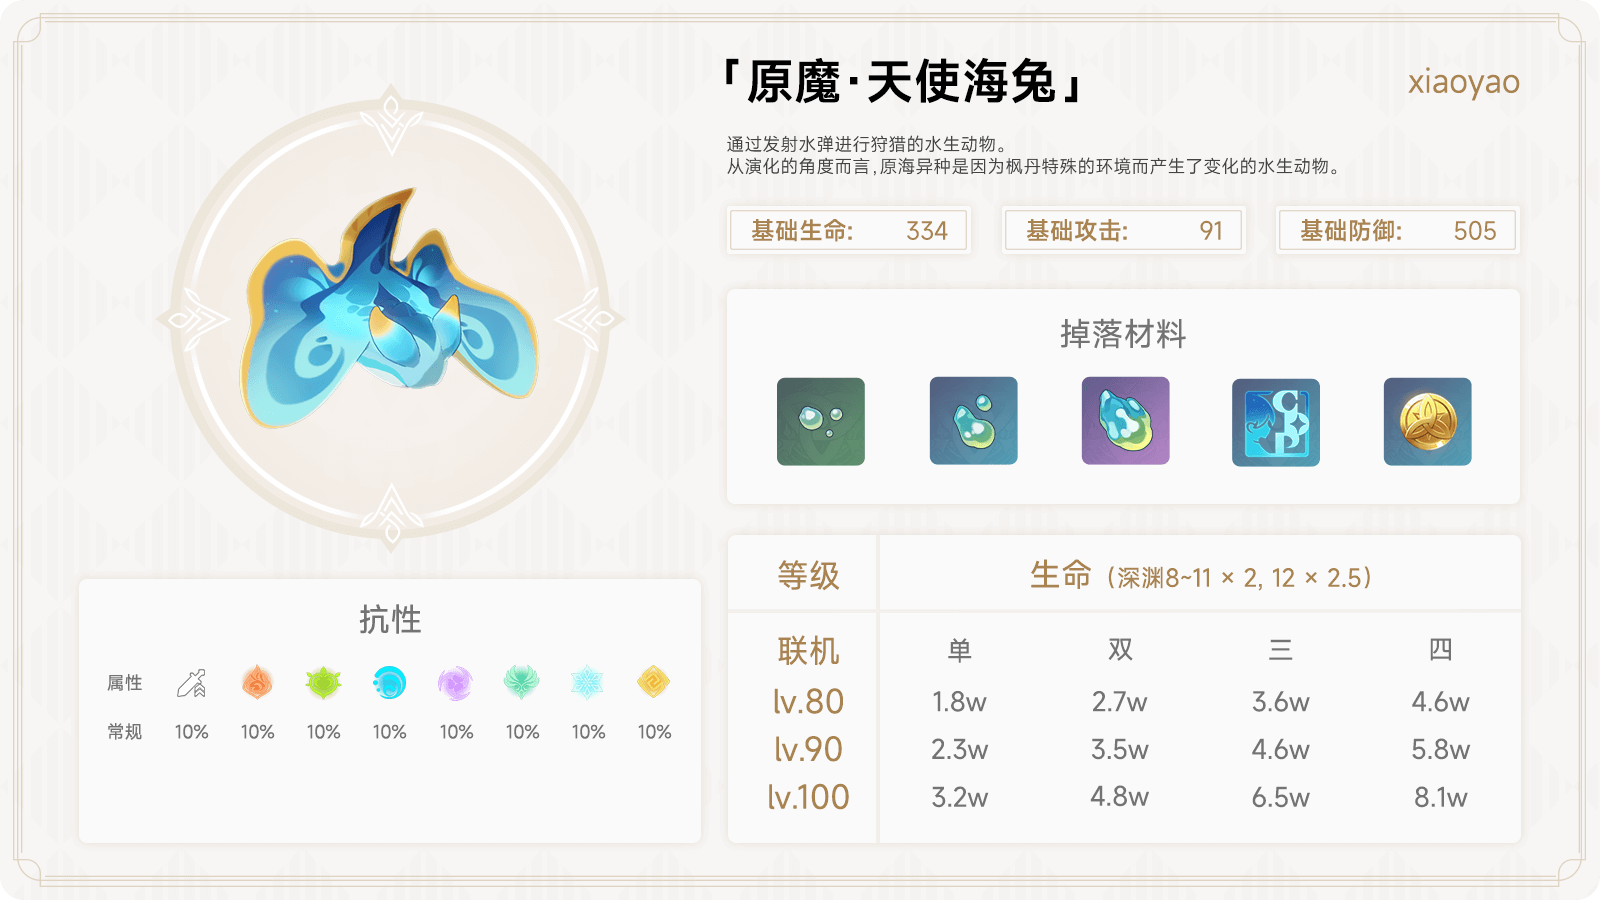 「原魔·天使海兔」
xiaoyao
通过发射水弹进行狩猎的水生动物。
从演化的角度而言,原海异种是因为枫丹特殊的环境而产生了变化的水生动物。
基础生命: 334
基础攻击: 91
基础防御: 505
掉落材料
抗性
属性
常规 10% 10% 10% 10% 10% 10% 10% 10%
等级 生命（深渊8~11 × 2, 12 × 2.5）
联机 单 双 三 四
lv.80 1.8w 2.7w 3.6w 4.6w
lv.90 2.3w 3.5w 4.6w 5.8w
lv.100 3.2w 4.8w 6.5w 8.1w